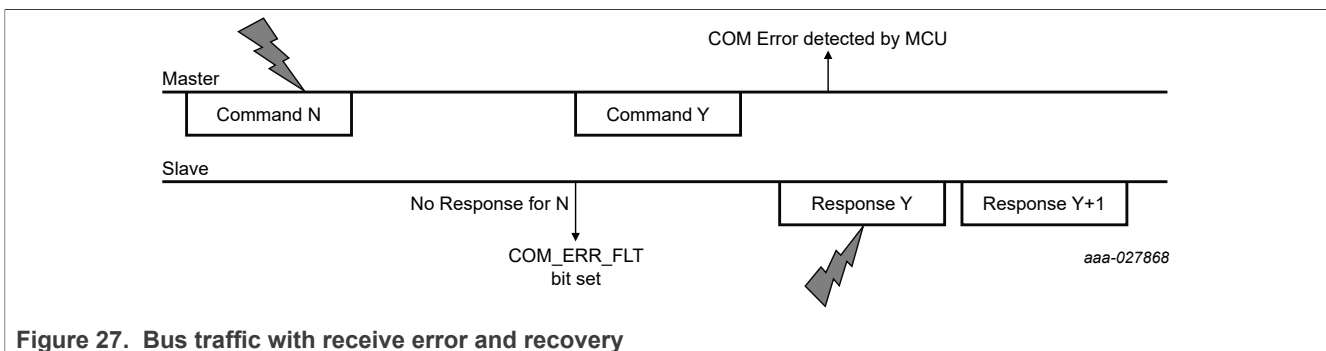 COM Error detected by MCU
Master
Command N
Command Y
Slave
No Response for N
Response Y
Response Y+1
COM_ERR_FLT
bit set
aaa-027868
Figure 27. Bus traffic with receive error and recovery